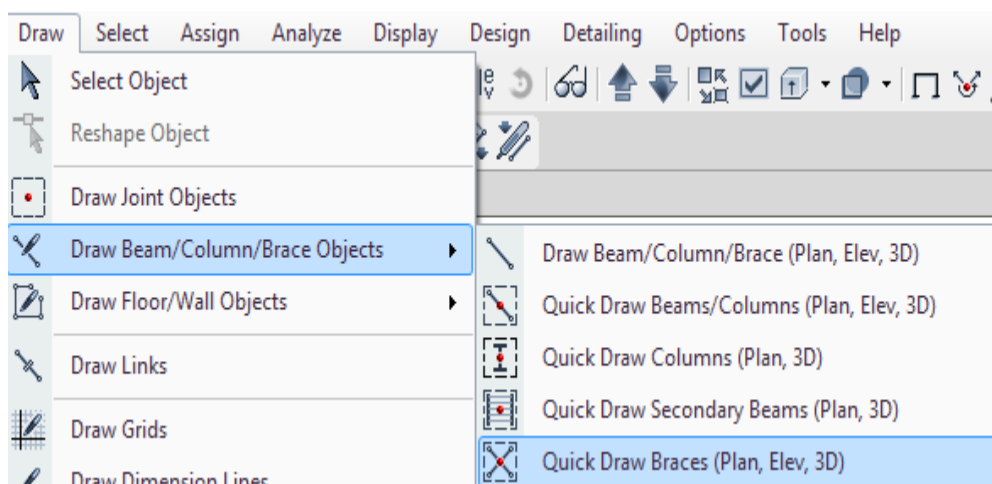 Draw Select Assign Analyze Display Design Detailing Options Tools Help
Select Object
Reshape Object
Draw Joint Objects
Draw Beam/Column/Brace Objects
Draw Floor/Wall Objects
Draw Links
Draw Grids
Draw Dimension Lines
Draw Beam/Column/Brace (Plan, Elev, 3D)
Quick Draw Beams/Columns (Plan, Elev, 3D)
Quick Draw Columns (Plan, 3D)
Quick Draw Secondary Beams (Plan, 3D)
Quick Draw Braces (Plan, Elev, 3D)